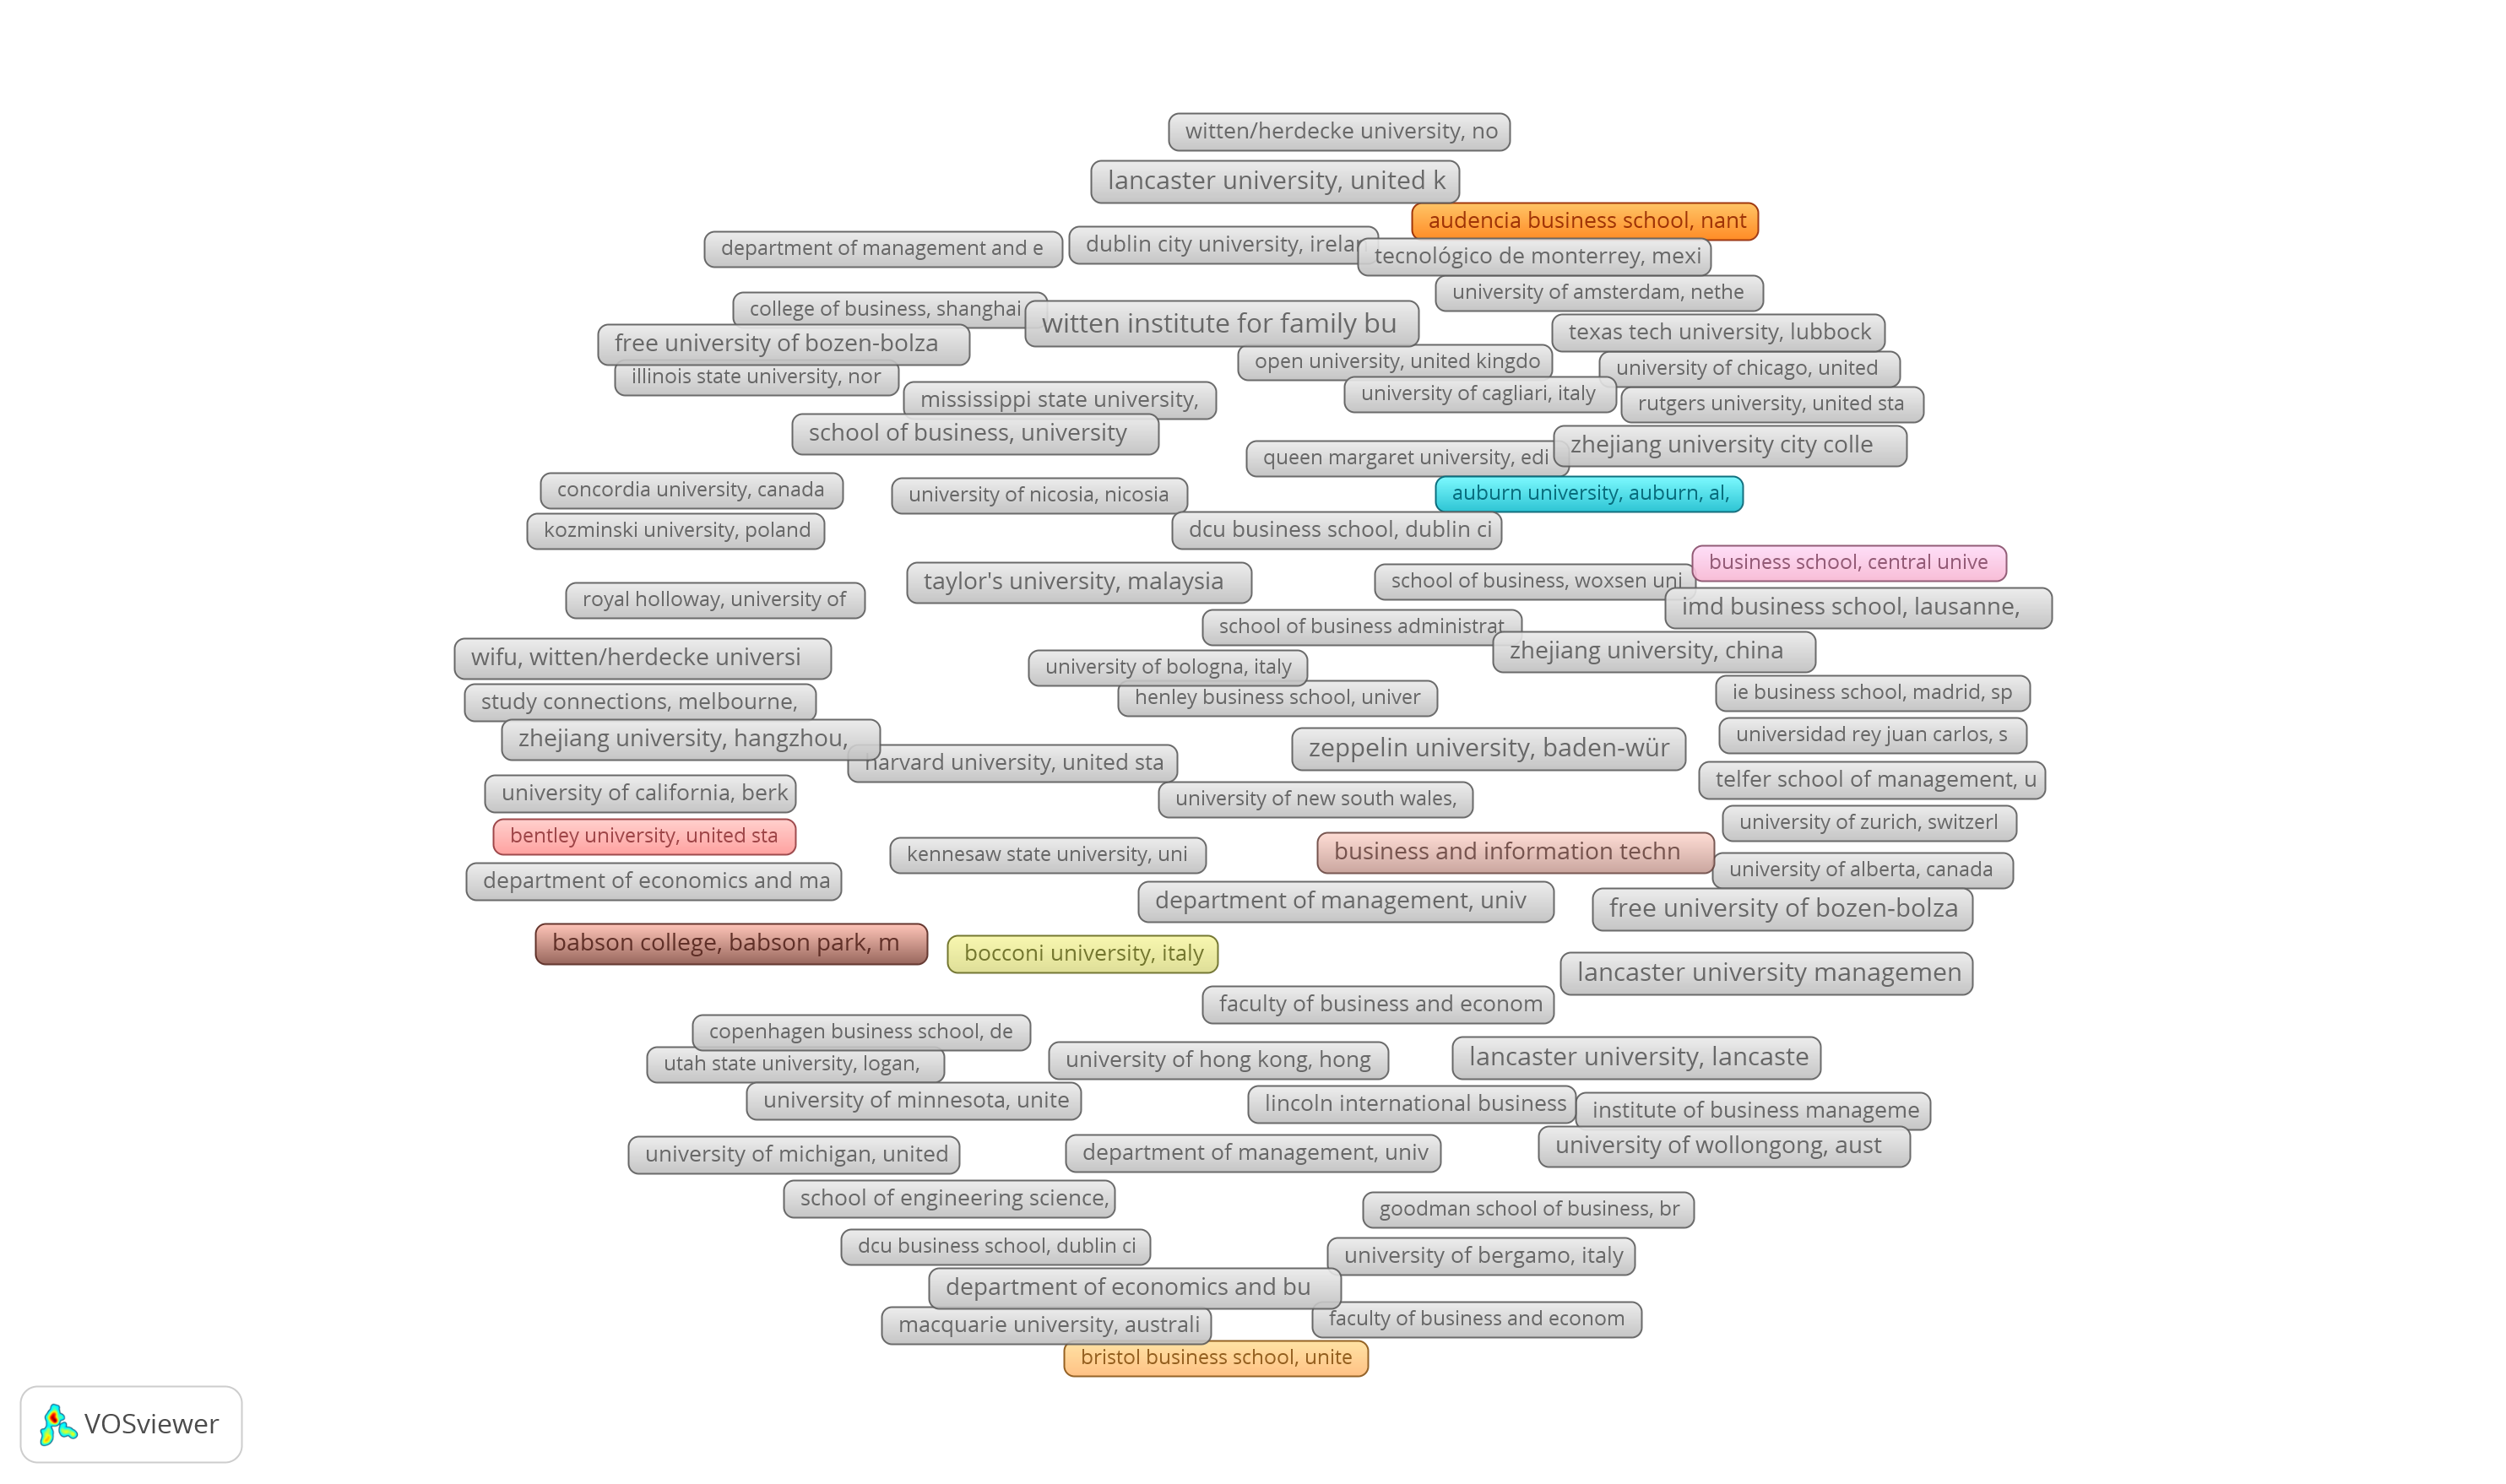 witten/herdecke university, no
lancaster university, united k
audencia business school, nant
department of management and e
dublin city university, irelan
tecnológico de monterrey, mexi
university of amsterdam, nethe
college of business, shanghai
witten institute for family bu
texas tech university, lubbock
free university of bozen-bolza
open university, united kingdo
university of chicago, united
illinois state university, nor
university of cagliari, italy
mississippi state university,
rutgers university, united sta
school of business, university
zhejiang university city colle
queen margaret university, edi
concordia university, canada
university of nicosia, nicosia
auburn university, auburn, al,
kozminski university, poland
dcu business school, dublin ci
business school, central unive
taylor's university, malaysia
school of business, woxsen uni
royal holloway, university of
imd business school, lausanne,
school of business administrat
wifu, witten/herdecke universi
zhejiang university, china
university of bologna, italy
study connections, melbourne,
henley business school, univer
ie business school, madrid, sp
zhejiang university, hangzhou,
universidad rey juan carlos, s
harvard university, united sta
zeppelin university, baden-wür
university of california, berk
university of new south wales,
telfer school of management, u
bentley university, united sta
university of zurich, switzerl
kennesaw state university, uni
business and information techn
university of alberta, canada
department of economics and ma
department of management, univ
free university of bozen-bolza
babson college, babson park, m
bocconi university, italy
lancaster university managemen
faculty of business and econom
copenhagen business school, de
utah state university, logan,
university of hong kong, hong
lancaster university, lancaste
university of minnesota, unite
lincoln international business
institute of business manageme
university of michigan, united
department of management, univ
university of wollongong, aust
school of engineering science,
goodman school of business, br
dcu business school, dublin ci
university of bergamo, italy
department of economics and bu
macquarie university, australi
faculty of business and econom
bristol business school, unite
VOSviewer